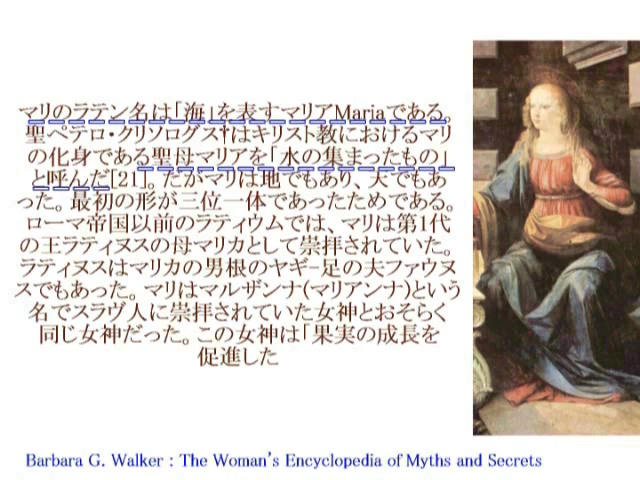 マリのラテン名は「海」を表すマリアMariaである。
聖ペテロ・クリソログス†はキリスト教におけるマリ
の化身である聖母マリアを「水の集まったもの」
と呼んだ[21]。だがマリは地でもあり、天でもあ
った。最初の形が三位一体であったためである。
ローマ帝国以前のラティウムでは、マリは第1代
の王ラティヌスの母マリカとして崇拝されていた。
ラティヌスはマリカの男根のヤギ-足の夫ファウヌ
スでもあった。マリはマルザンナ(マリアンナ)という
名でスラヴ人に崇拝されていた女神とおそらく
同じ女神だった。この女神は「果実の成長を
促進した
Barbara G. Walker : The Woman's Encyclopedia of Myths and Secrets